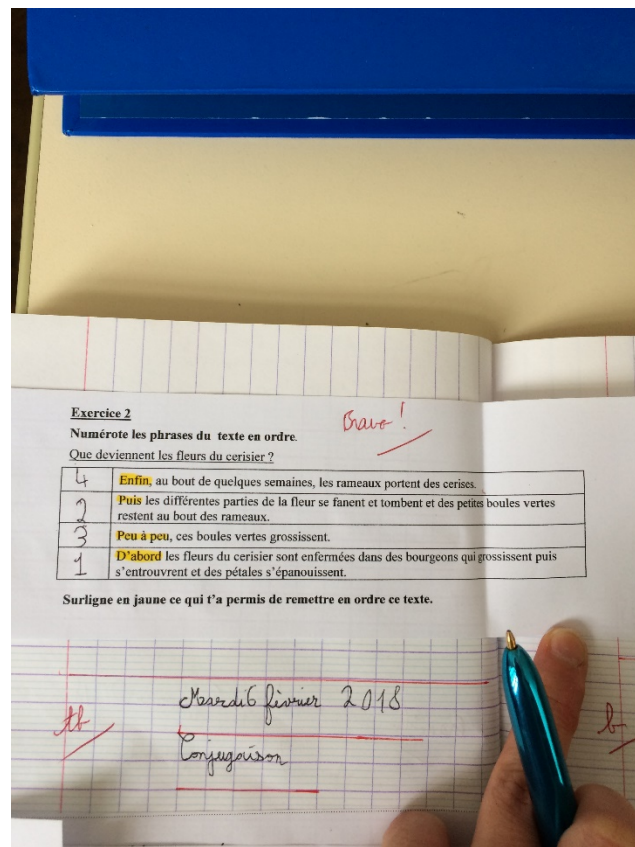 Exercice 2
Bravo !
Numérote les phrases du texte en ordre.
Que deviennent les fleurs du cerisier ?
4 Enfin, au bout de quelques semaines, les rameaux portent des cerises.
2 Puis les différentes parties de la fleur se fanent et tombent et des petites boules vertes
restent au bout des rameaux.
3 Peu à peu, ces boules vertes grossissent.
1 D'abord les fleurs du cerisier sont enfermées dans des bourgeons qui grossissent puis
s'entrouvrent et des pétales s'épanouissent.
Surligne en jaune ce qui t'a permis de remettre en ordre ce texte.
Mardi 6 février 2018
tb
b
Conjugaison